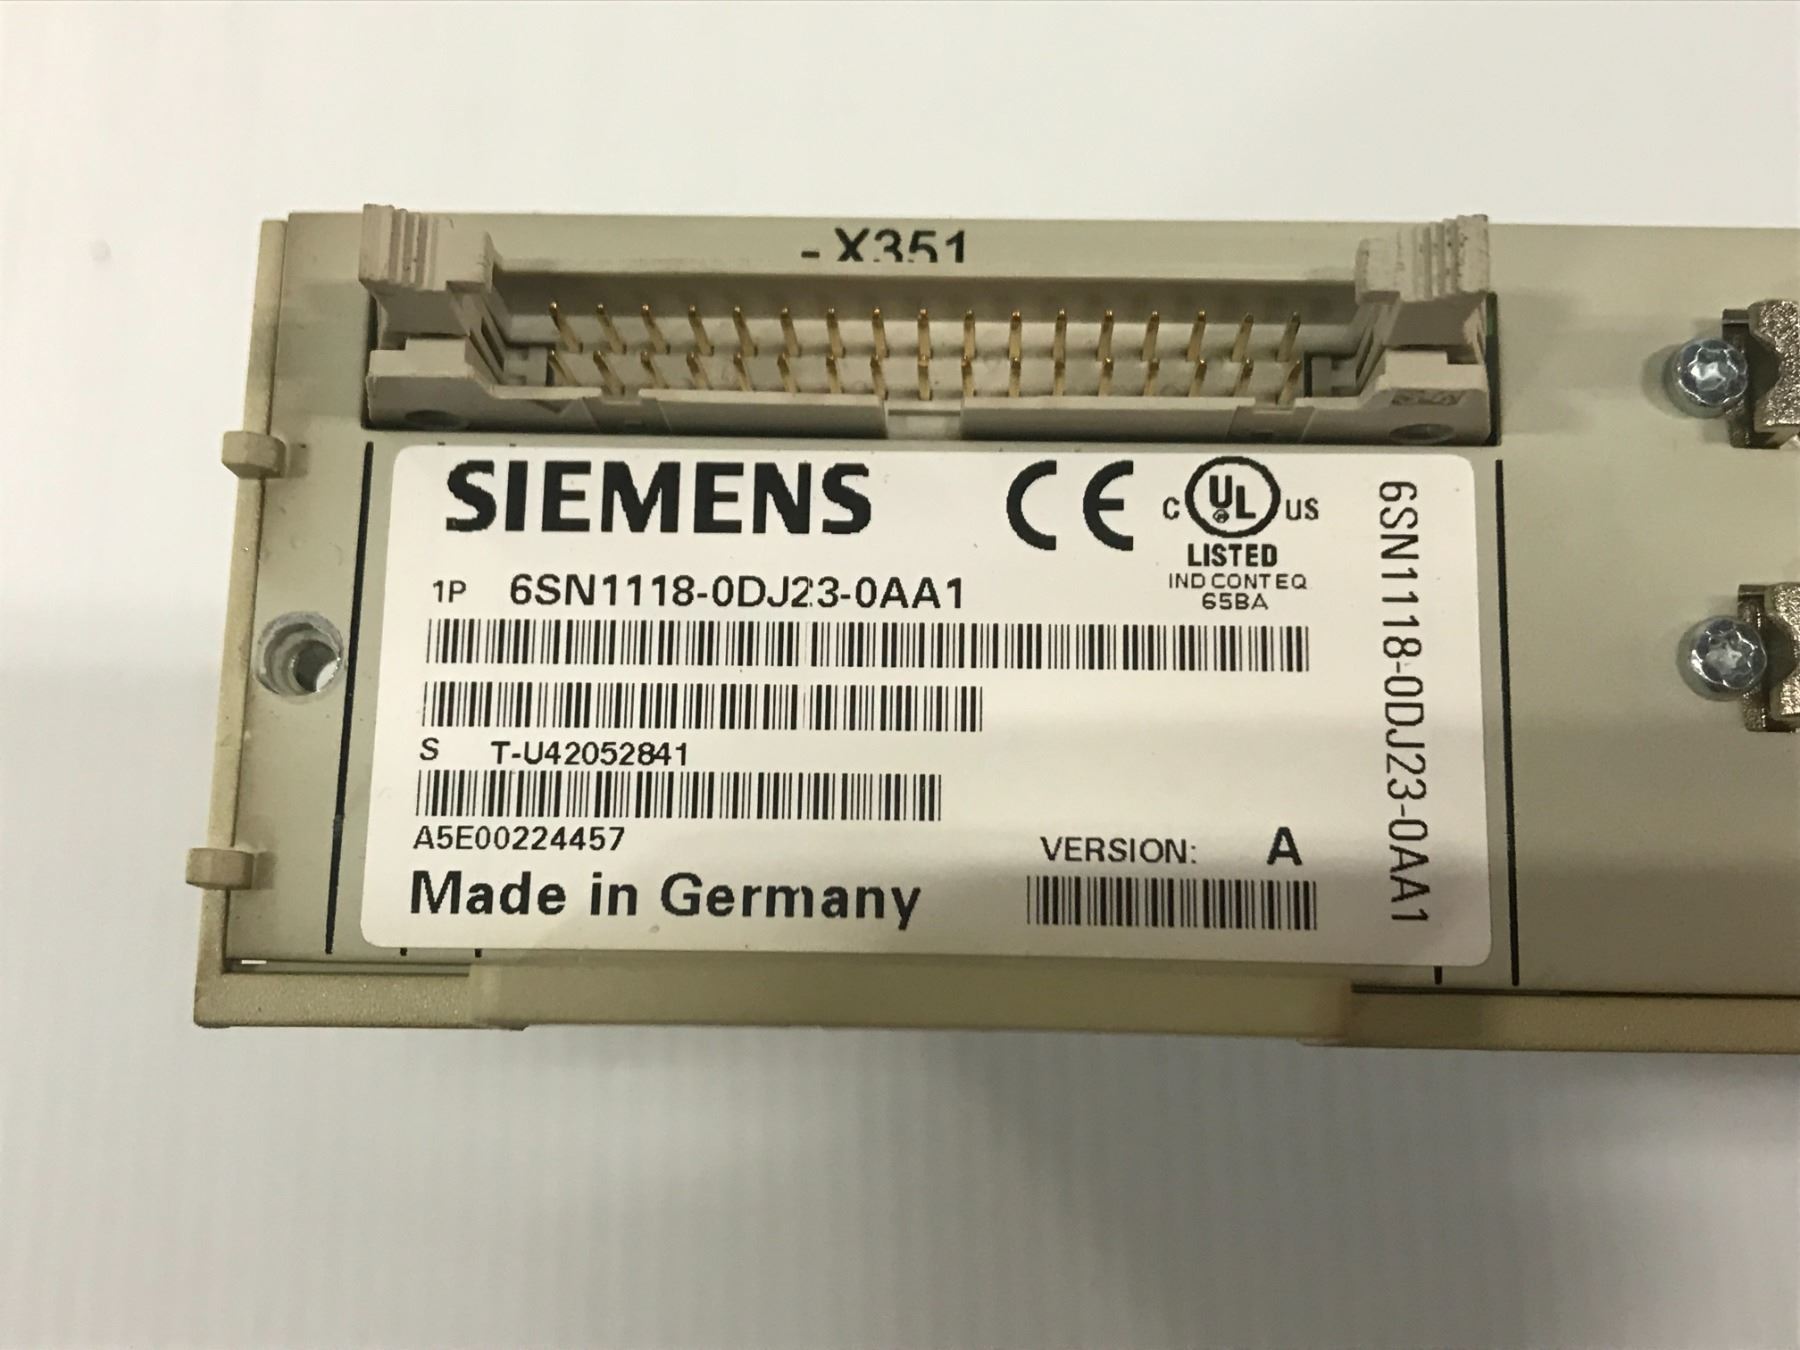 -X351
SIEMENS
CE
C UL US
LISTED
IND CONT EQ
65BA
1P 6SN1118-0DJ23-0AA1
S T-U42052841
A5E00224457
VERSION: A
Made in Germany
6SN1118-0DJ23-0AA1